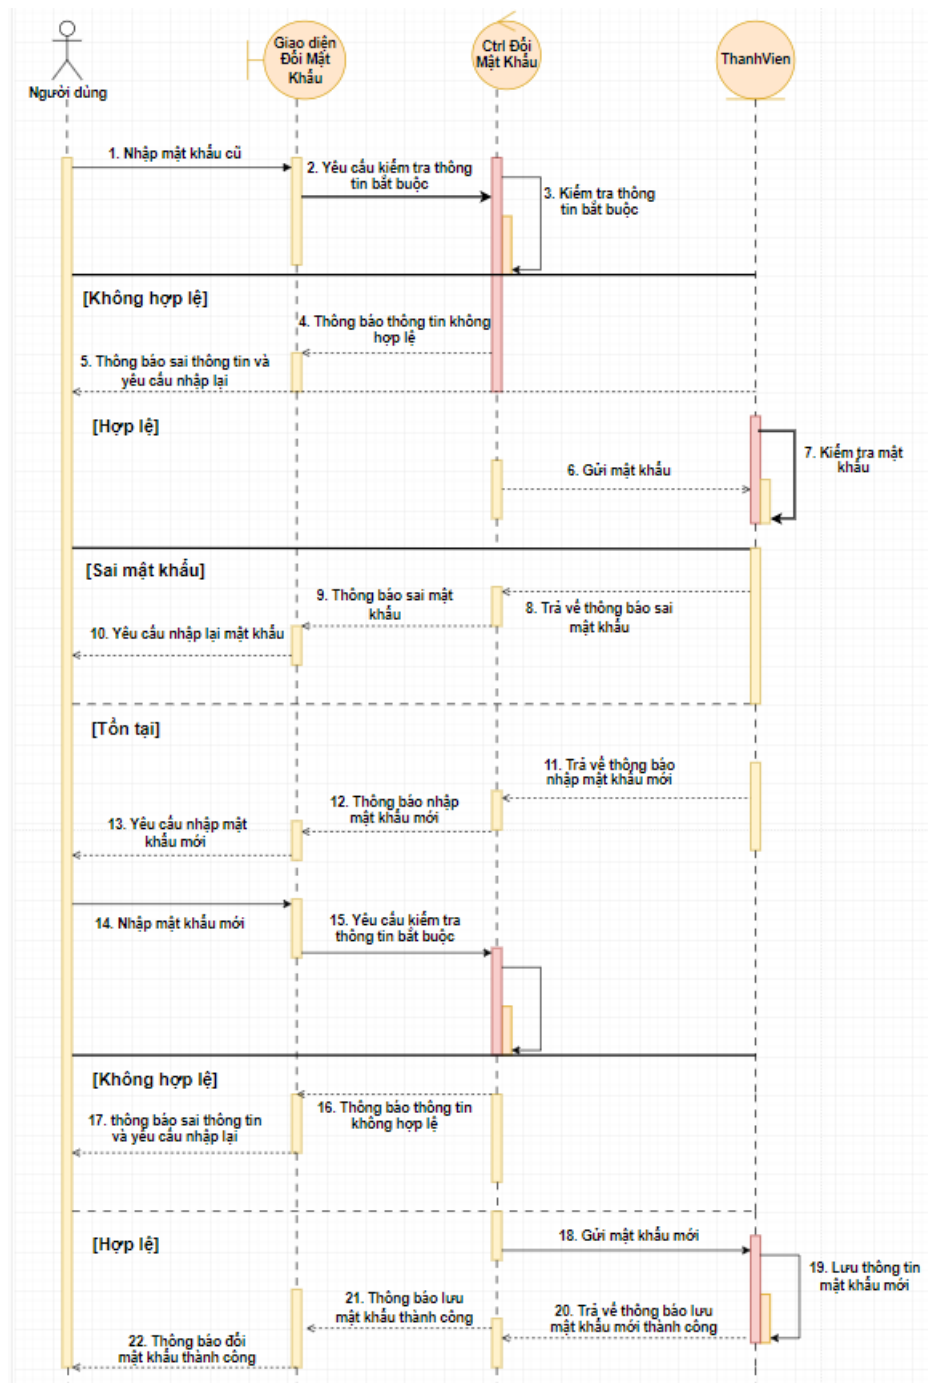 Giao diện
Đổi Mật
Khẩu
Ctrl Đổi
Mật Khẩu
ThanhVien
Người dùng
1. Nhập mật khẩu cũ
2. Yêu cầu kiểm tra thông
tin bắt buộc
3. Kiểm tra thông
tin bắt buộc
[Không hợp lệ]
4. Thông báo thông tin không
hợp lệ
5. Thông báo sai thông tin và
yêu cầu nhập lại
[Hợp lệ]
6. Gửi mật khẩu
7. Kiểm tra mật
khẩu
[Sai mật khẩu]
8. Trả về thông báo sai
mật khẩu
9. Thông báo sai mật
khẩu
10. Yêu cầu nhập lại mật khẩu
[Tồn tại]
11. Trả về thông báo
nhập mật khẩu mới
12. Thông báo nhập
mật khẩu mới
13. Yêu cầu nhập mật
khẩu mới
14. Nhập mật khẩu mới
15. Yêu cầu kiểm tra
thông tin bắt buộc
[Không hợp lệ]
16. Thông báo thông tin
không hợp lệ
17. thông báo sai thông tin
và yêu cầu nhập lại
[Hợp lệ]
18. Gửi mật khẩu mới
19. Lưu thông tin
mật khẩu mới
20. Trả về thông báo lưu
mật khẩu mới thành công
21. Thông báo lưu
mật khẩu thành công
22. Thông báo đổi
mật khẩu thành công